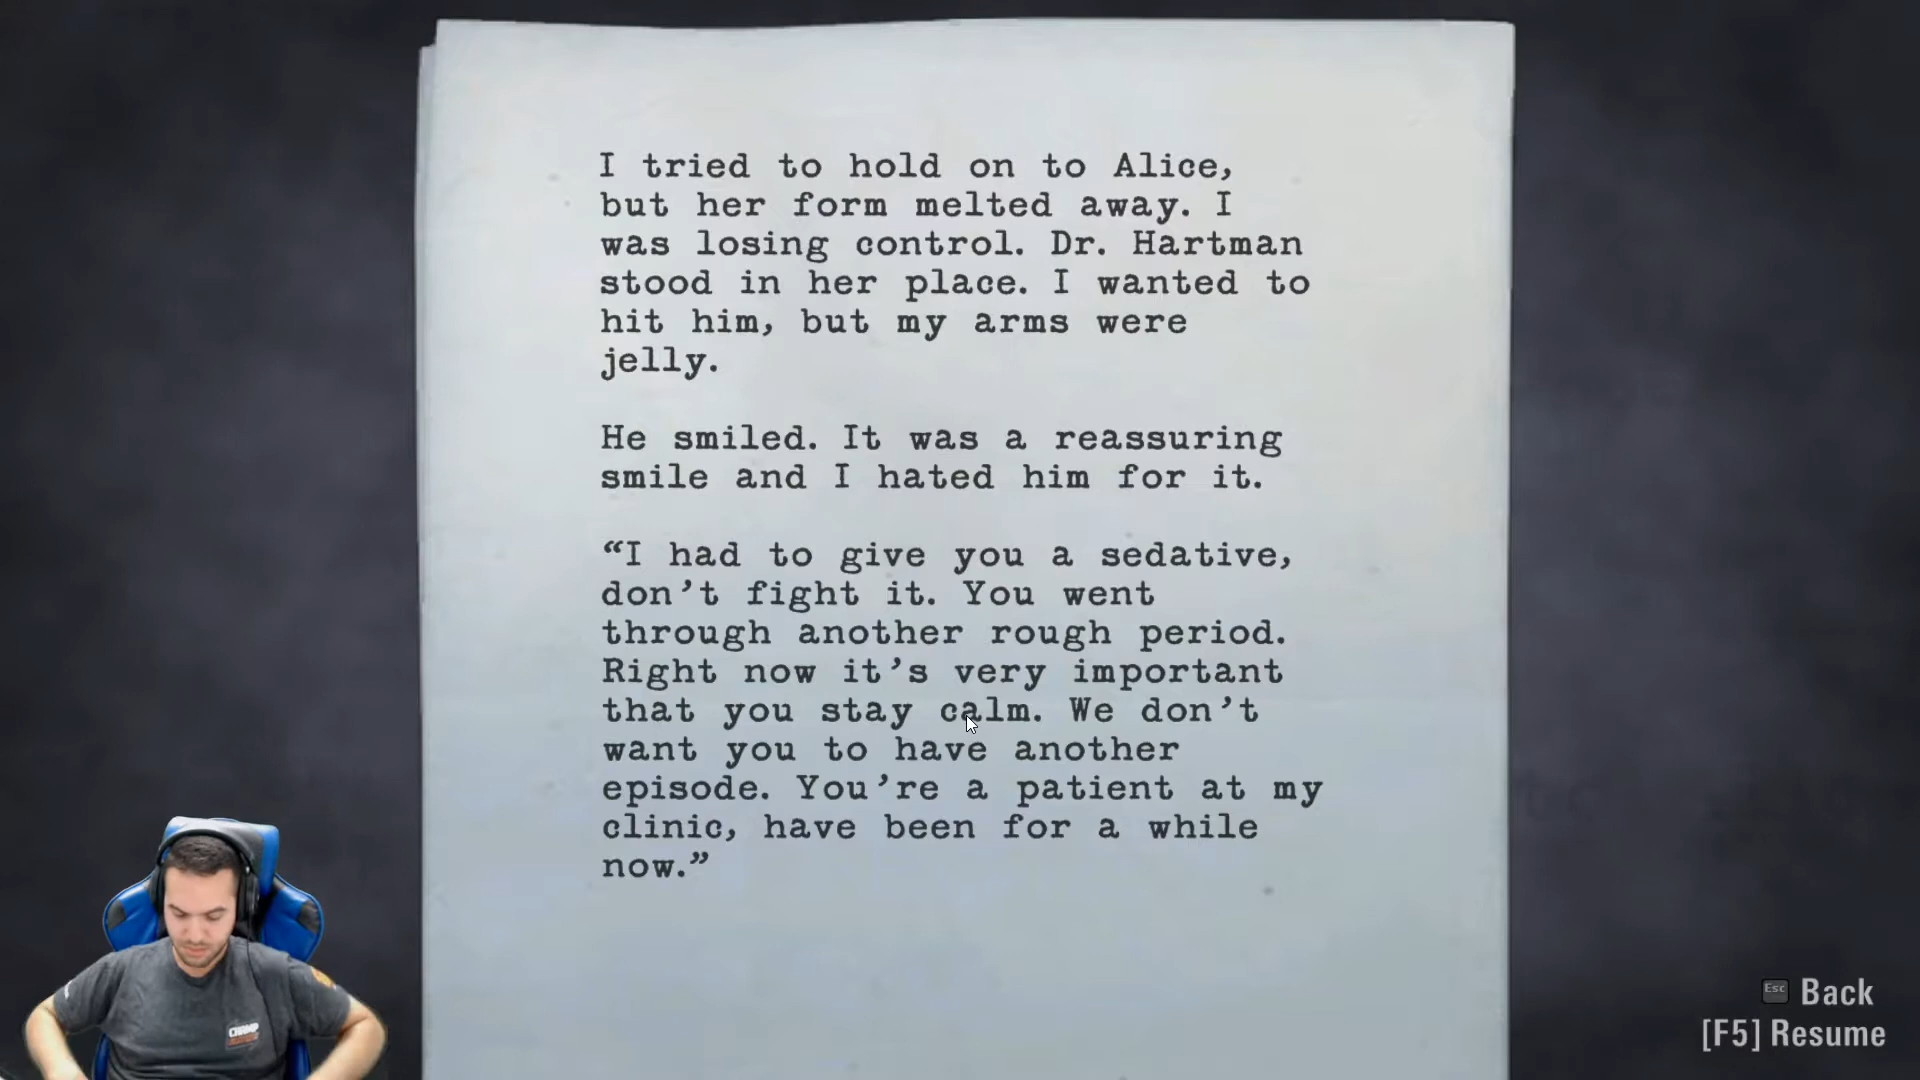 I tried to hold on to Alice,
but her form melted away. I
was losing control. Dr. Hartman
stood in her place. I wanted to
hit him, but my arms were
jelly.
He smiled. It was a reassuring
smile and I hated him for it.
“I had to give you a sedative,
don’t fight it. You went
through another rough period.
Right now it’s very important
that you stay calm. We don’t
want you to have another
episode. You’re a patient at my
clinic, have been for a while
now.”
CHAMP
Esc Back
[F5] Resume